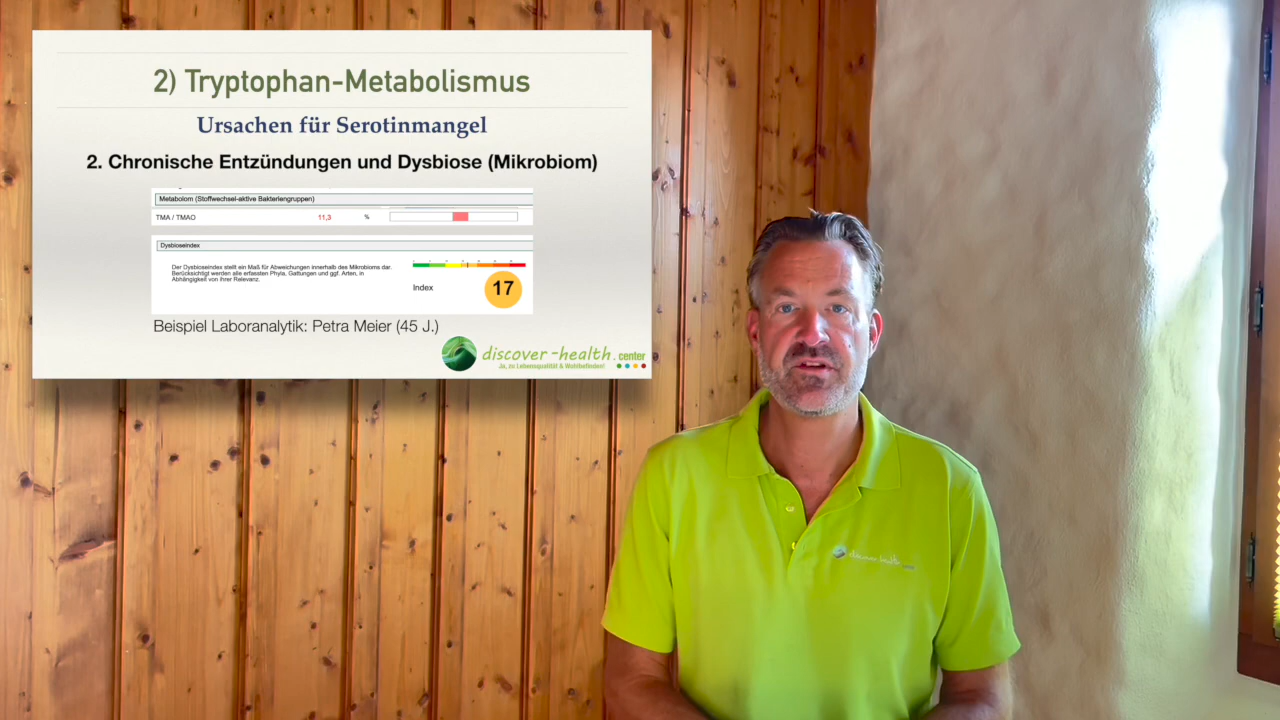 2) Tryptophan-Metabolismus
Ursachen für Serotinmangel
2. Chronische Entzündungen und Dysbiose (Mikrobiom)
Metabolom (Stoffwechsel-aktive Bakteriengruppen)
TMA / TMAO 11,3 %
Dysbioseindex
Der Dysbioseindex stellt ein Maß für Abweichungen innerhalb des Mikrobioms dar.
Berücksichtigt werden alle erfassten Phyla, Gattungen und ggf. Arten, in
Abhängigkeit von ihrer Relevanz.
Index 17
Beispiel Laboranalytik: Petra Meier (45 J.)
discover-health.center
Ja, zu Lebensqualität & Wohlbefinden!
discover health